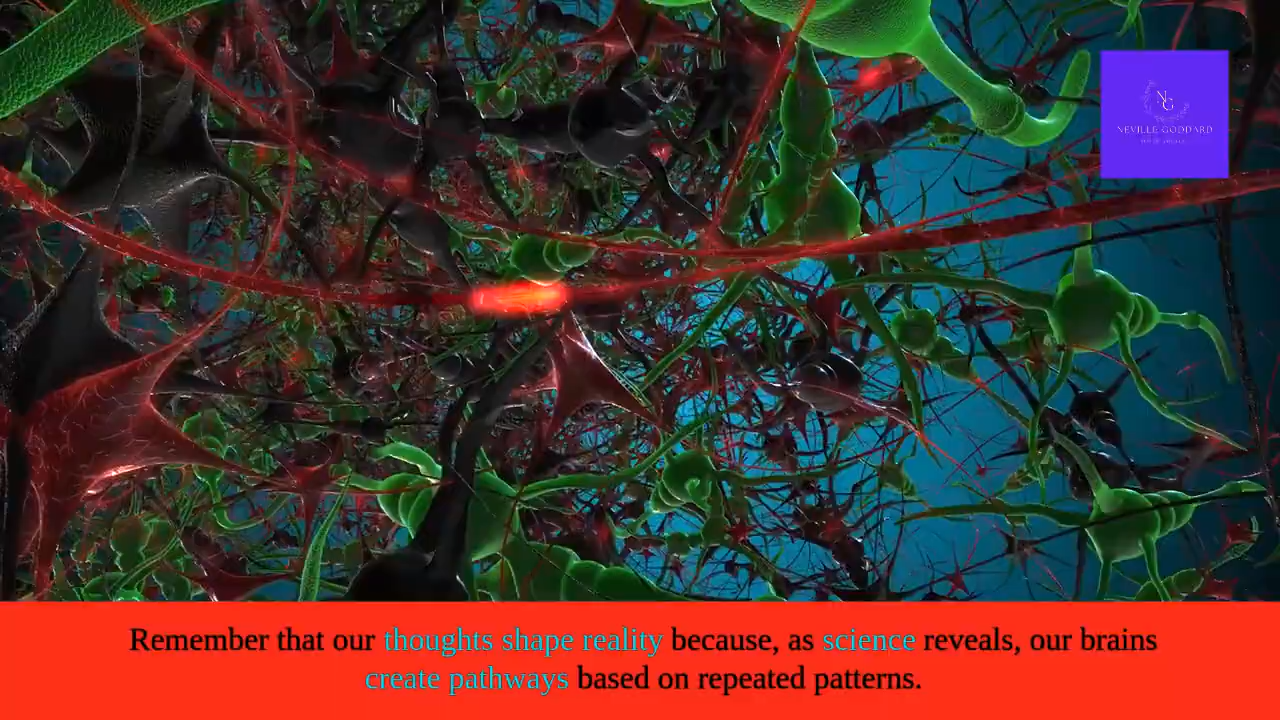 NG
NEVILLE GODDARD
Remember that our thoughts shape reality because, as science reveals, our brains
create pathways based on repeated patterns.